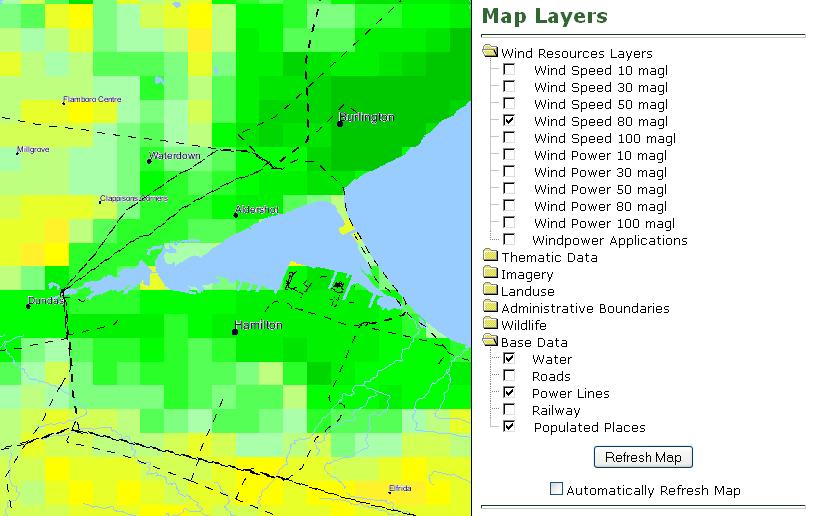 Flamboro Centre
Burlington
Millgrove
Waterdown
Clappisons Corners
Aldershot
Dundas
Hamilton
Elfrida
Map Layers
Wind Resources Layers
Wind Speed 10 magl
Wind Speed 30 magl
Wind Speed 50 magl
Wind Speed 80 magl
Wind Speed 100 magl
Wind Power 10 magl
Wind Power 30 magl
Wind Power 50 magl
Wind Power 80 magl
Wind Power 100 magl
Windpower Applications
Thematic Data
Imagery
Landuse
Administrative Boundaries
Wildlife
Base Data
Water
Roads
Power Lines
Railway
Populated Places
Refresh Map
Automatically Refresh Map